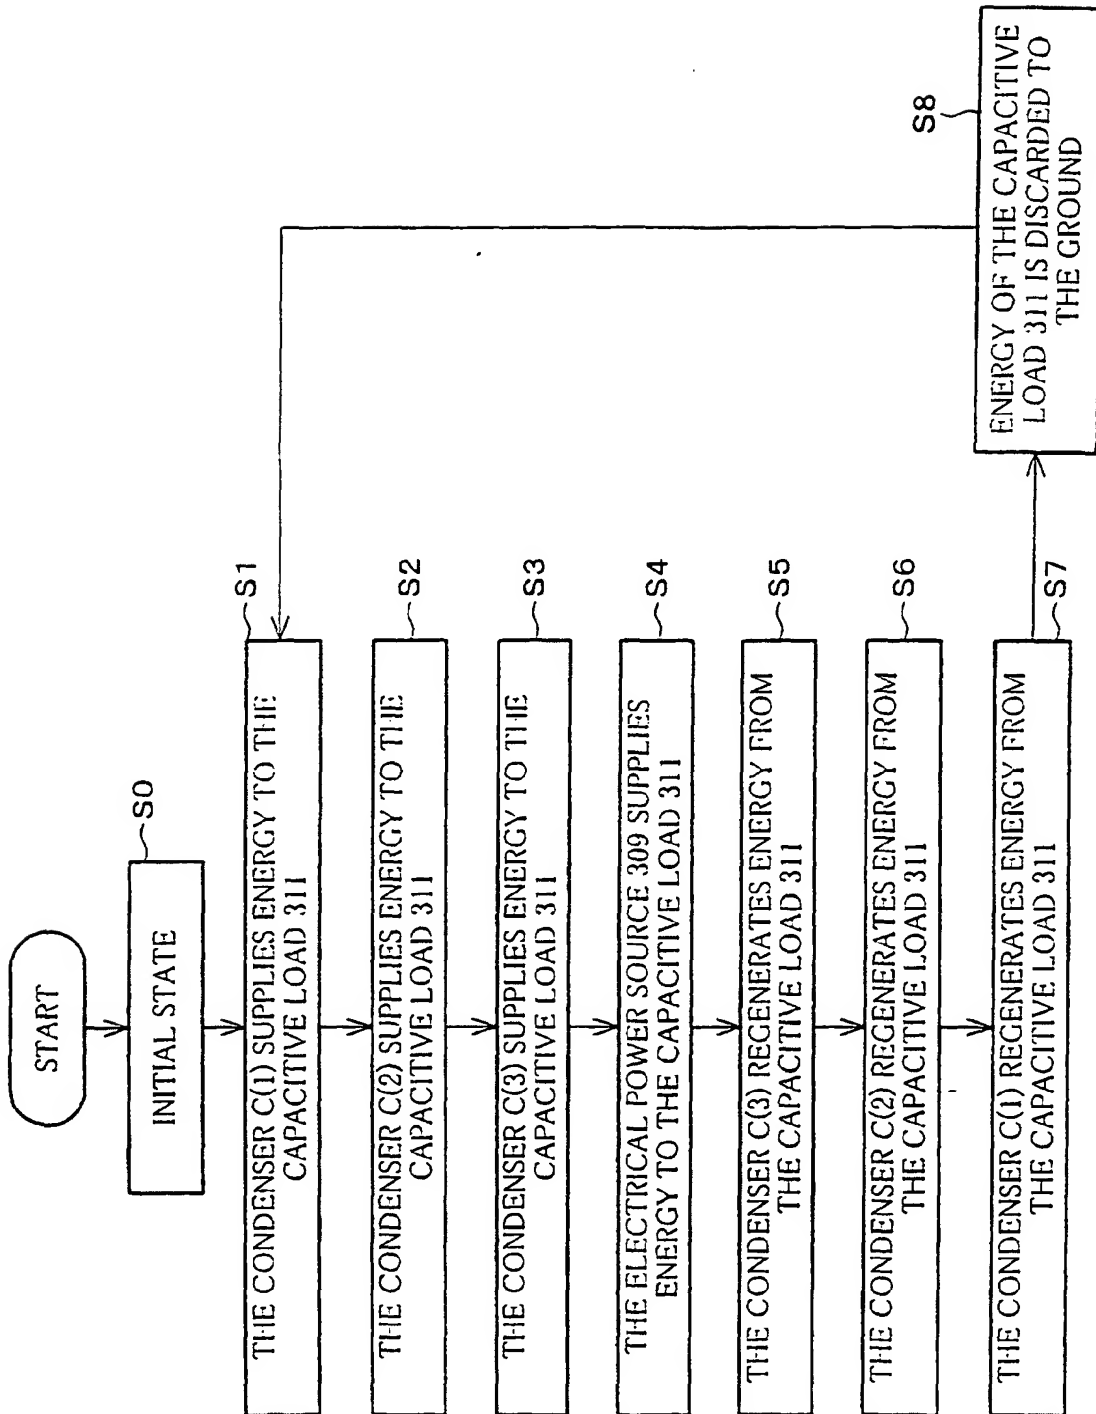 START
INITIAL STATE
S0
THE CONDENSER C(1) SUPPLIES ENERGY TO THE
CAPACITIVE LOAD 311
S1
THE CONDENSER C(2) SUPPLIES ENERGY TO THE
CAPACITIVE LOAD 311
S2
THE CONDENSER C(3) SUPPLIES ENERGY TO THE
CAPACITIVE LOAD 311
S3
THE ELECTRICAL POWER SOURCE 309 SUPPLIES
ENERGY TO THE CAPACITIVE LOAD 311
S4
THE CONDENSER C(3) REGENERATES ENERGY FROM
THE CAPACITIVE LOAD 311
S5
THE CONDENSER C(2) REGENERATES ENERGY FROM
THE CAPACITIVE LOAD 311
S6
THE CONDENSER C(1) REGENERATES ENERGY FROM
THE CAPACITIVE LOAD 311
S7
ENERGY OF THE CAPACITIVE
LOAD 311 IS DISCARDED TO
THE GROUND
S8